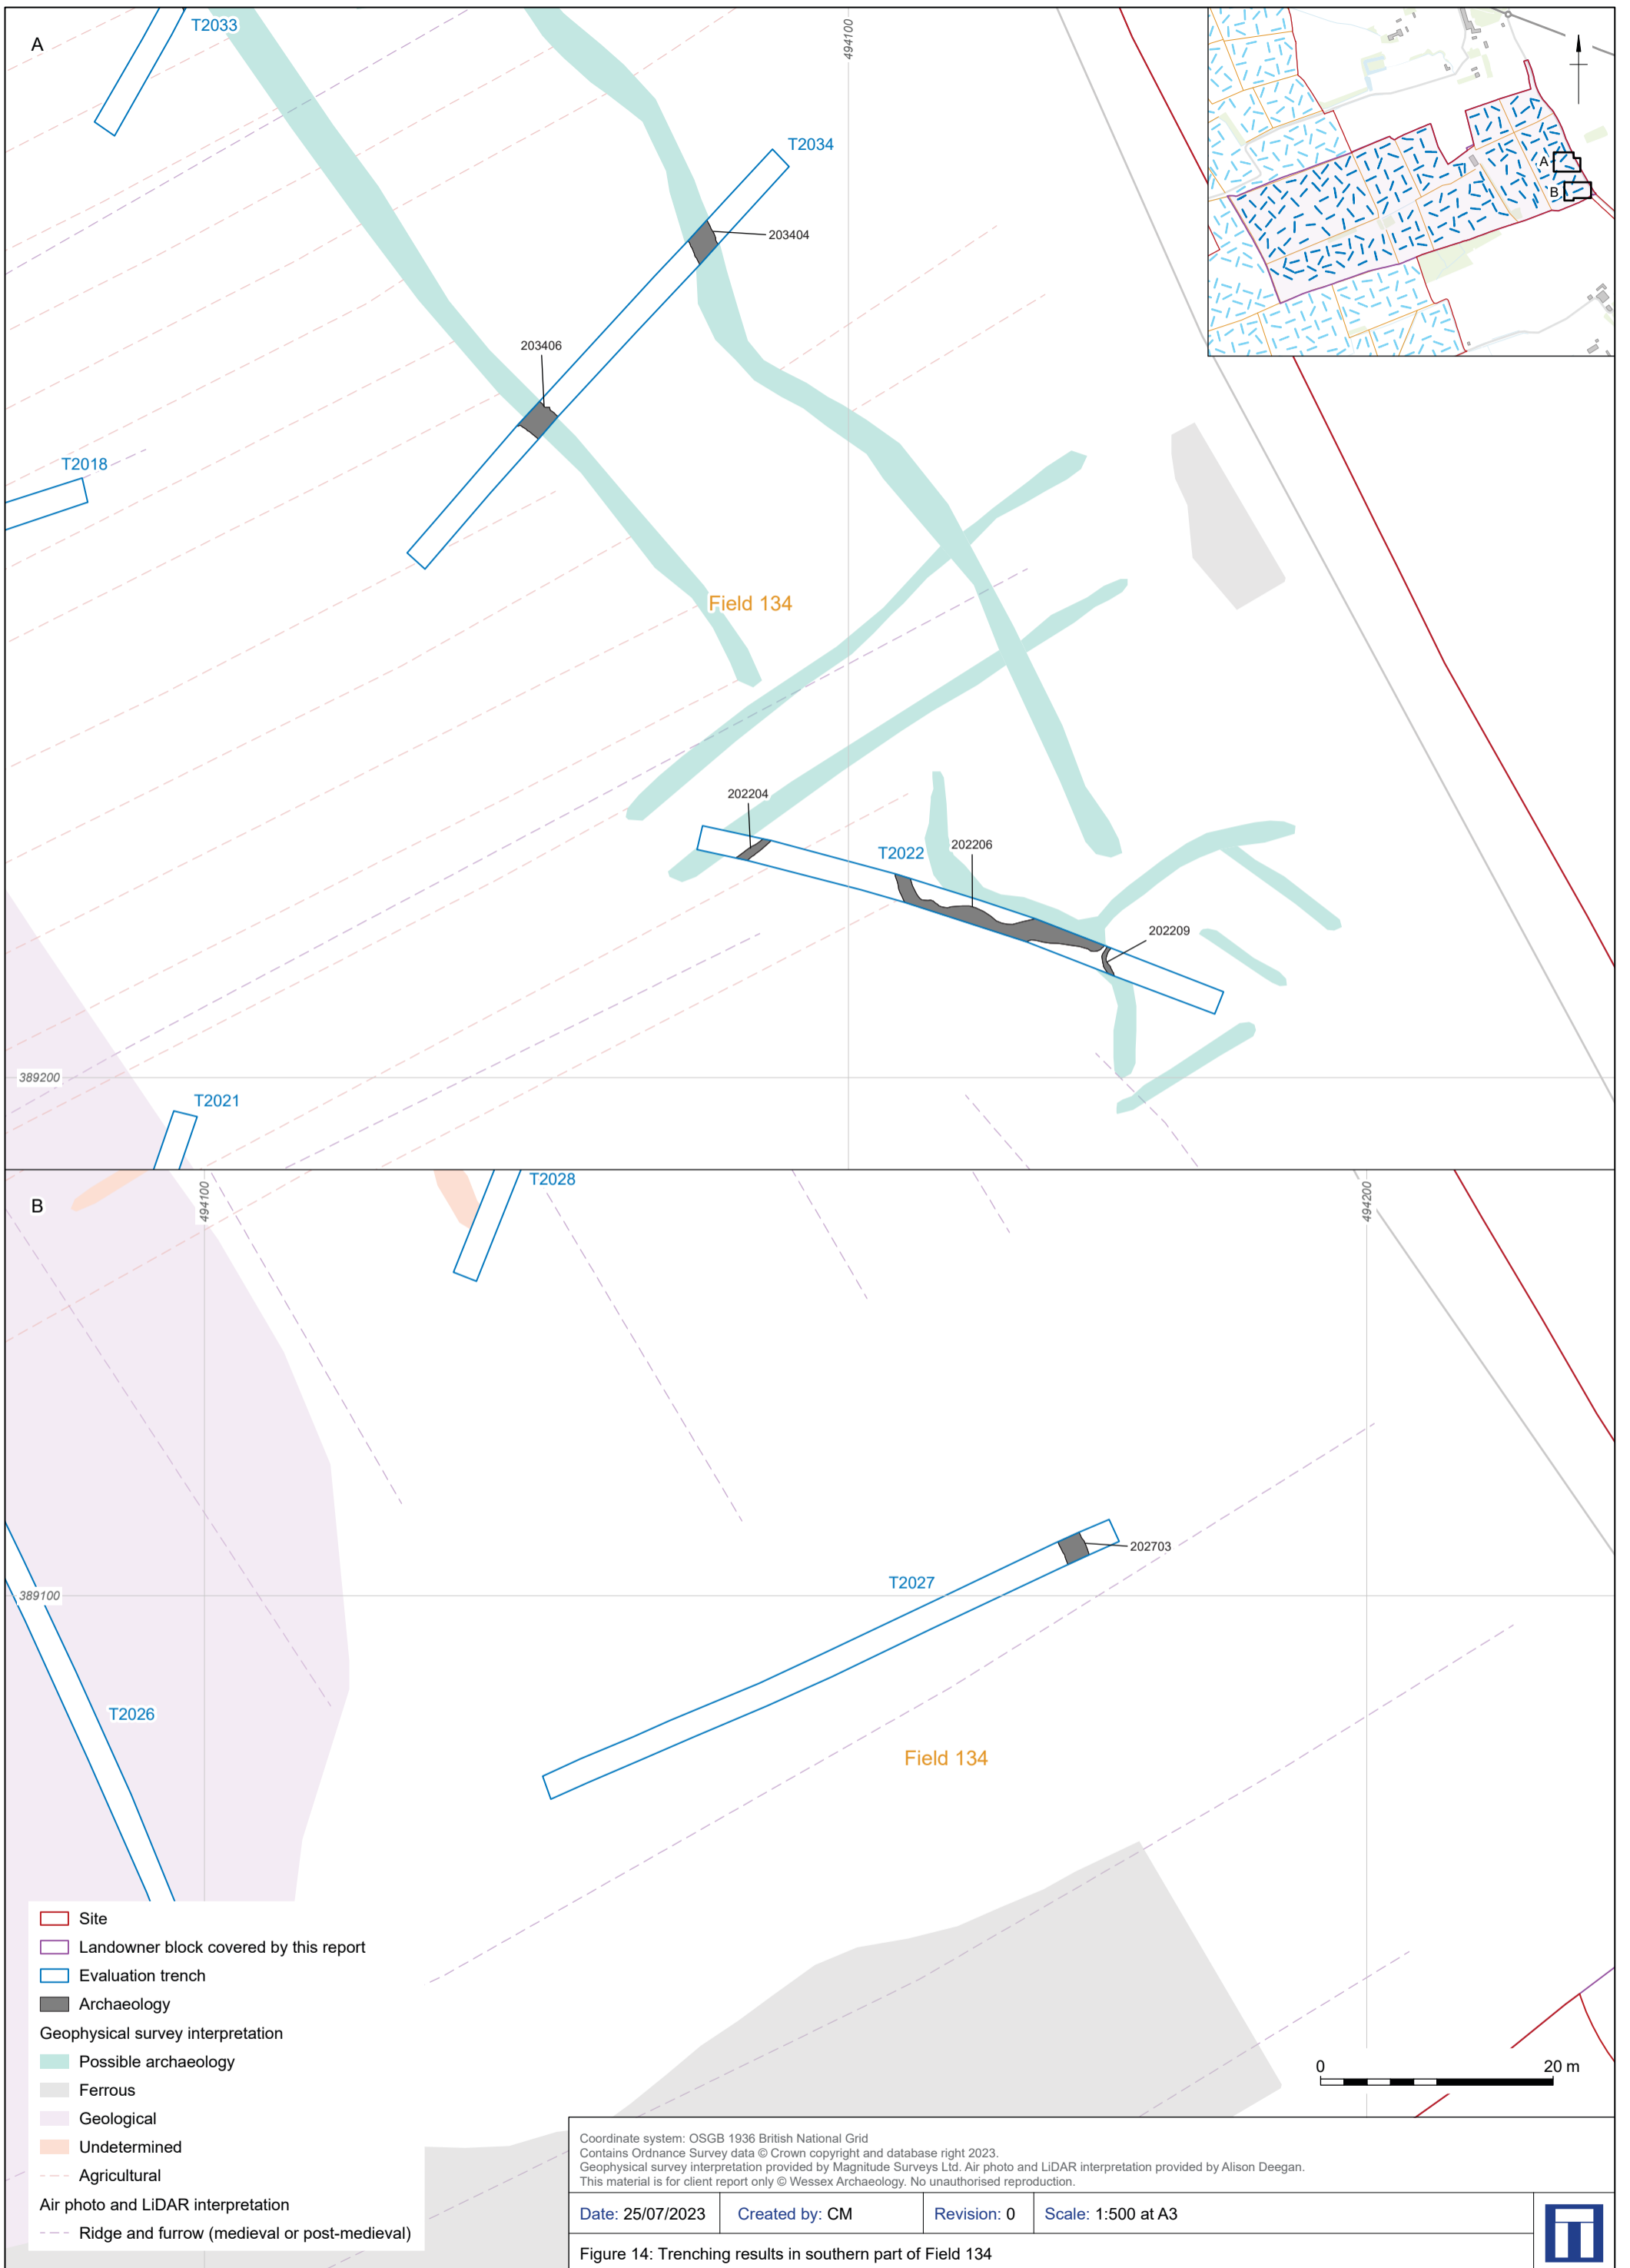 A
T2033
494100
T2034
203404
A
B
203406
T2018
Field 134
202204
T2022
202206
202209
389200
T2021
B
494100
T2028
494200
202703
T2027
389100
T2026
Field 134
Site
Landowner block covered by this report
Evaluation trench
Archaeology
Geophysical survey interpretation
Possible archaeology
Ferrous
Geological
Undetermined
Agricultural
Air photo and LiDAR interpretation
Ridge and furrow (medieval or post-medieval)
0 20 m
Coordinate system: OSGB 1936 British National Grid
Contains Ordnance Survey data © Crown copyright and database right 2023.
Geophysical survey interpretation provided by Magnitude Surveys Ltd. Air photo and LiDAR interpretation provided by Alison Deegan.
This material is for client report only © Wessex Archaeology. No unauthorised reproduction.
Date: 25/07/2023 Created by: CM Revision: 0 Scale: 1:500 at A3
Figure 14: Trenching results in southern part of Field 134